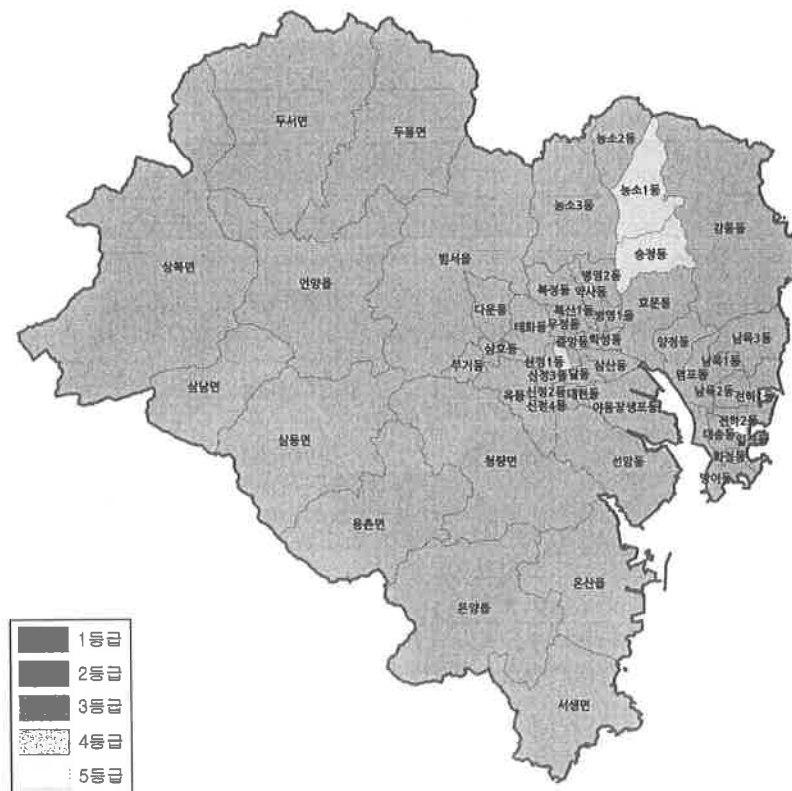 두서면
두동면
농소2동
농소1동
농소3동
강동동
송정동
상북면
언양읍
범서읍
병영2동
복정동 약사동
효문동
다운동
복산1동
병영1동
태화동
우정동
중앙동 학성동
양정동
남목3동
삼호동
무거동
신정1동
남목1동
염포동
신정3동 달동
삼산동
삼남면
옥동
신정2동 대현동
신정4동
야음장생포동
남목2동
전하1동
전하2동
대송동 일산동
화정동
방어동
삼동면
청량면
선암동
웅촌면
온산읍
온양읍
서생면
1등급
2등급
3등급
4등급
5등급